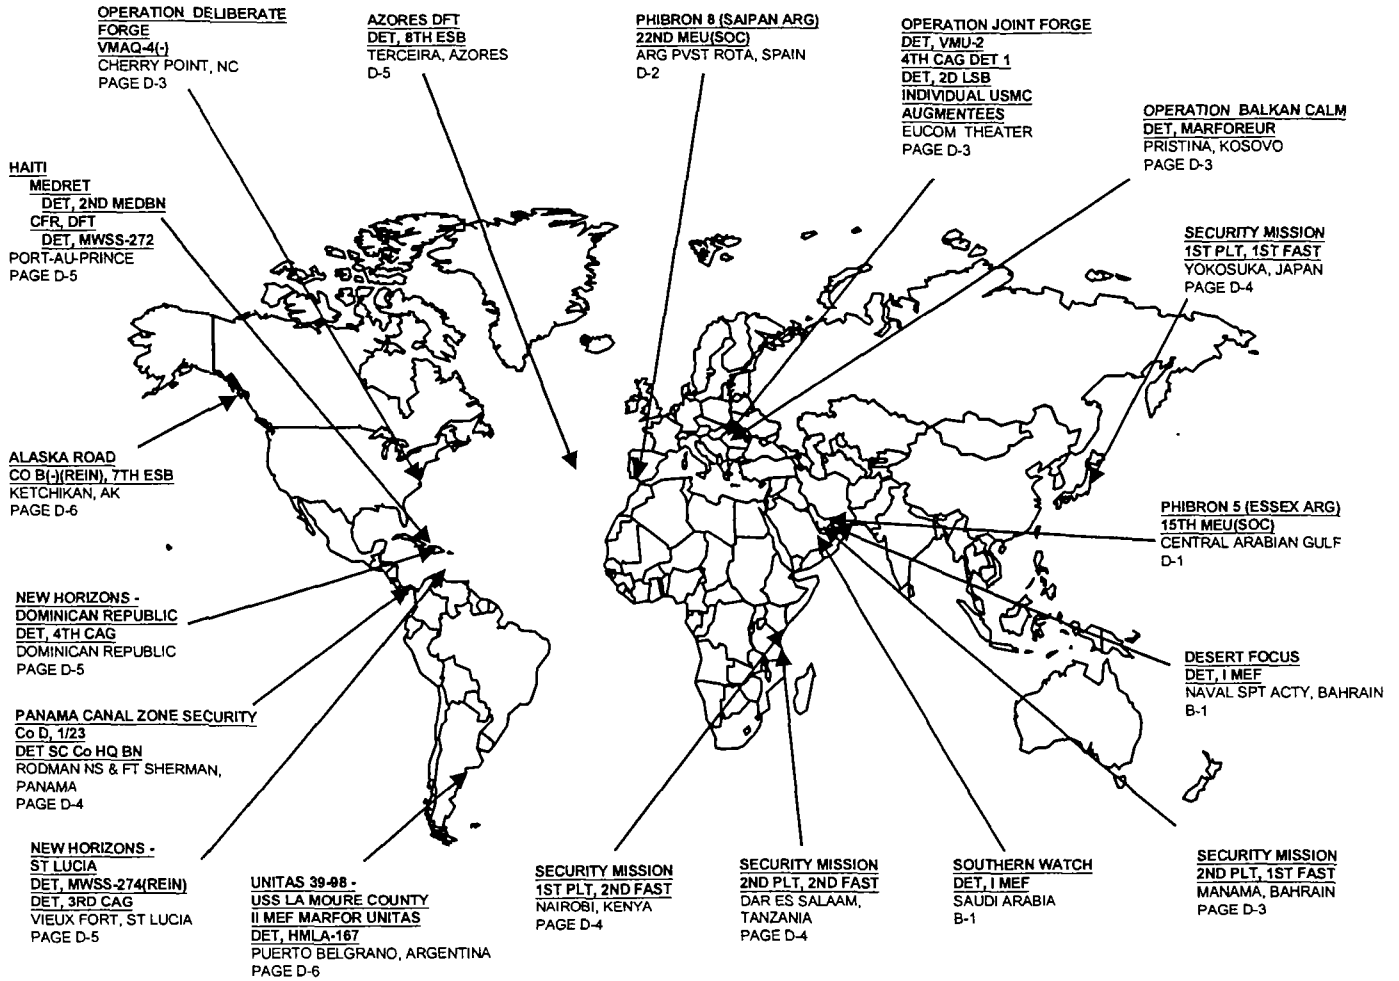 OPERATION DELIBERATE
FORGE
VMAQ-4(-)
CHERRY POINT, NC
PAGE D-3
AZORES DFT
DET, 8TH ESB
TERCEIRA, AZORES
D-5
PHIBRON 8 (SAIPAN ARG)
22ND MEU(SOC)
ARG PVST ROTA, SPAIN
D-2
OPERATION JOINT FORGE
DET, VMU-2
4TH CAG DET 1
DET, 2D LSB
INDIVIDUAL USMC
AUGMENTEES
EUCOM THEATER
PAGE D-3
OPERATION BALKAN CALM
DET, MARFOREUR
PRISTINA, KOSOVO
PAGE D-3
HAITI
MEDRET
DET, 2ND MEDBN
CFR, DFT
DET, MWSS-272
PORT-AU-PRINCE
PAGE D-5
SECURITY MISSION
1ST PLT, 1ST FAST
YOKOSUKA, JAPAN
PAGE D-4
ALASKA ROAD
CO B(-)(REIN), 7TH ESB
KETCHIKAN, AK
PAGE D-6
PHIBRON 5 (ESSEX ARG)
15TH MEU(SOC)
CENTRAL ARABIAN GULF
D-1
NEW HORIZONS -
DOMINICAN REPUBLIC
DET, 4TH CAG
DOMINICAN REPUBLIC
PAGE D-5
DESERT FOCUS
DET, I MEF
NAVAL SPT ACTY, BAHRAIN
B-1
PANAMA CANAL ZONE SECURITY
Co D, 1/23
DET SC Co HQ BN
RODMAN NS & FT SHERMAN,
PANAMA
PAGE D-4
NEW HORIZONS -
ST LUCIA
DET, MWSS-274(REIN)
DET, 3RD CAG
VIEUX FORT, ST LUCIA
PAGE D-5
UNITAS 39-98 -
USS LA MOURE COUNTY
II MEF MARFOR UNITAS
DET, HMLA-167
PUERTO BELGRANO, ARGENTINA
PAGE D-6
SECURITY MISSION
1ST PLT, 2ND FAST
NAIROBI, KENYA
PAGE D-4
SECURITY MISSION
2ND PLT, 2ND FAST
DAR ES SALAAM,
TANZANIA
PAGE D-4
SOUTHERN WATCH
DET, I MEF
SAUDI ARABIA
B-1
SECURITY MISSION
2ND PLT, 1ST FAST
MANAMA, BAHRAIN
PAGE D-3